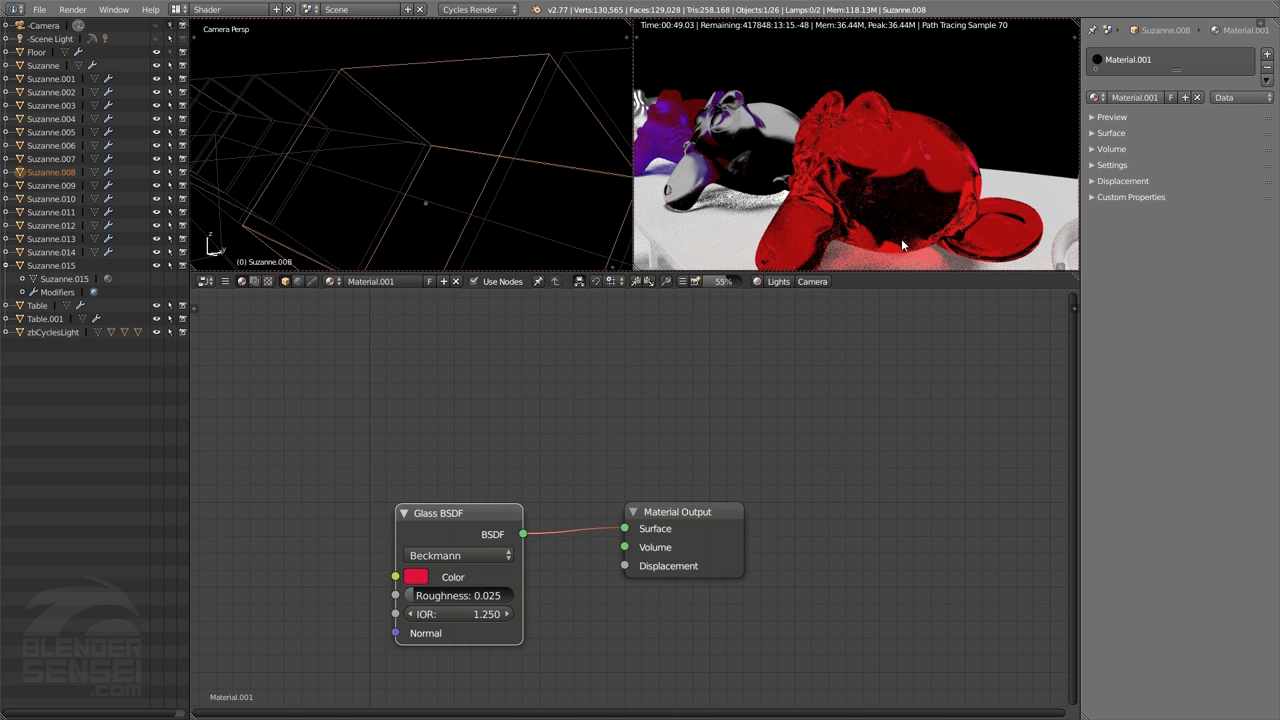 File Render Window Help Shader Scene Cycles Render v2.77 | Verts:130,565 | Faces:129,028 | Tris:258,168 | Objects:1/26 | Lamps:0/2 | Mem:118.13M | Suzanne.008
-Camera
-Scene Light
Floor
Suzanne
Suzanne.001
Suzanne.002
Suzanne.003
Suzanne.004
Suzanne.005
Suzanne.006
Suzanne.007
Suzanne.008
Suzanne.009
Suzanne.010
Suzanne.011
Suzanne.012
Suzanne.013
Suzanne.014
Suzanne.015
Suzanne.015
Modifiers
Table
Table.001
zbCyclesLight
Camera Persp
z
y
(0) Suzanne.008
Time:00:49.03 | Remaining:417848:13:15.-48 | Mem:36.44M, Peak:36.44M | Path Tracing Sample 70
Material.001 F Use Nodes 55% Lights Camera
Glass BSDF
BSDF
Beckmann
Color
Roughness: 0.025
IOR: 1.250
Normal
Material Output
Surface
Volume
Displacement
Material.001
Suzanne.008 Material.001
Material.001
Material.001 F Data
Preview
Surface
Volume
Settings
Displacement
Custom Properties
BLENDER
SENSEI
.COM